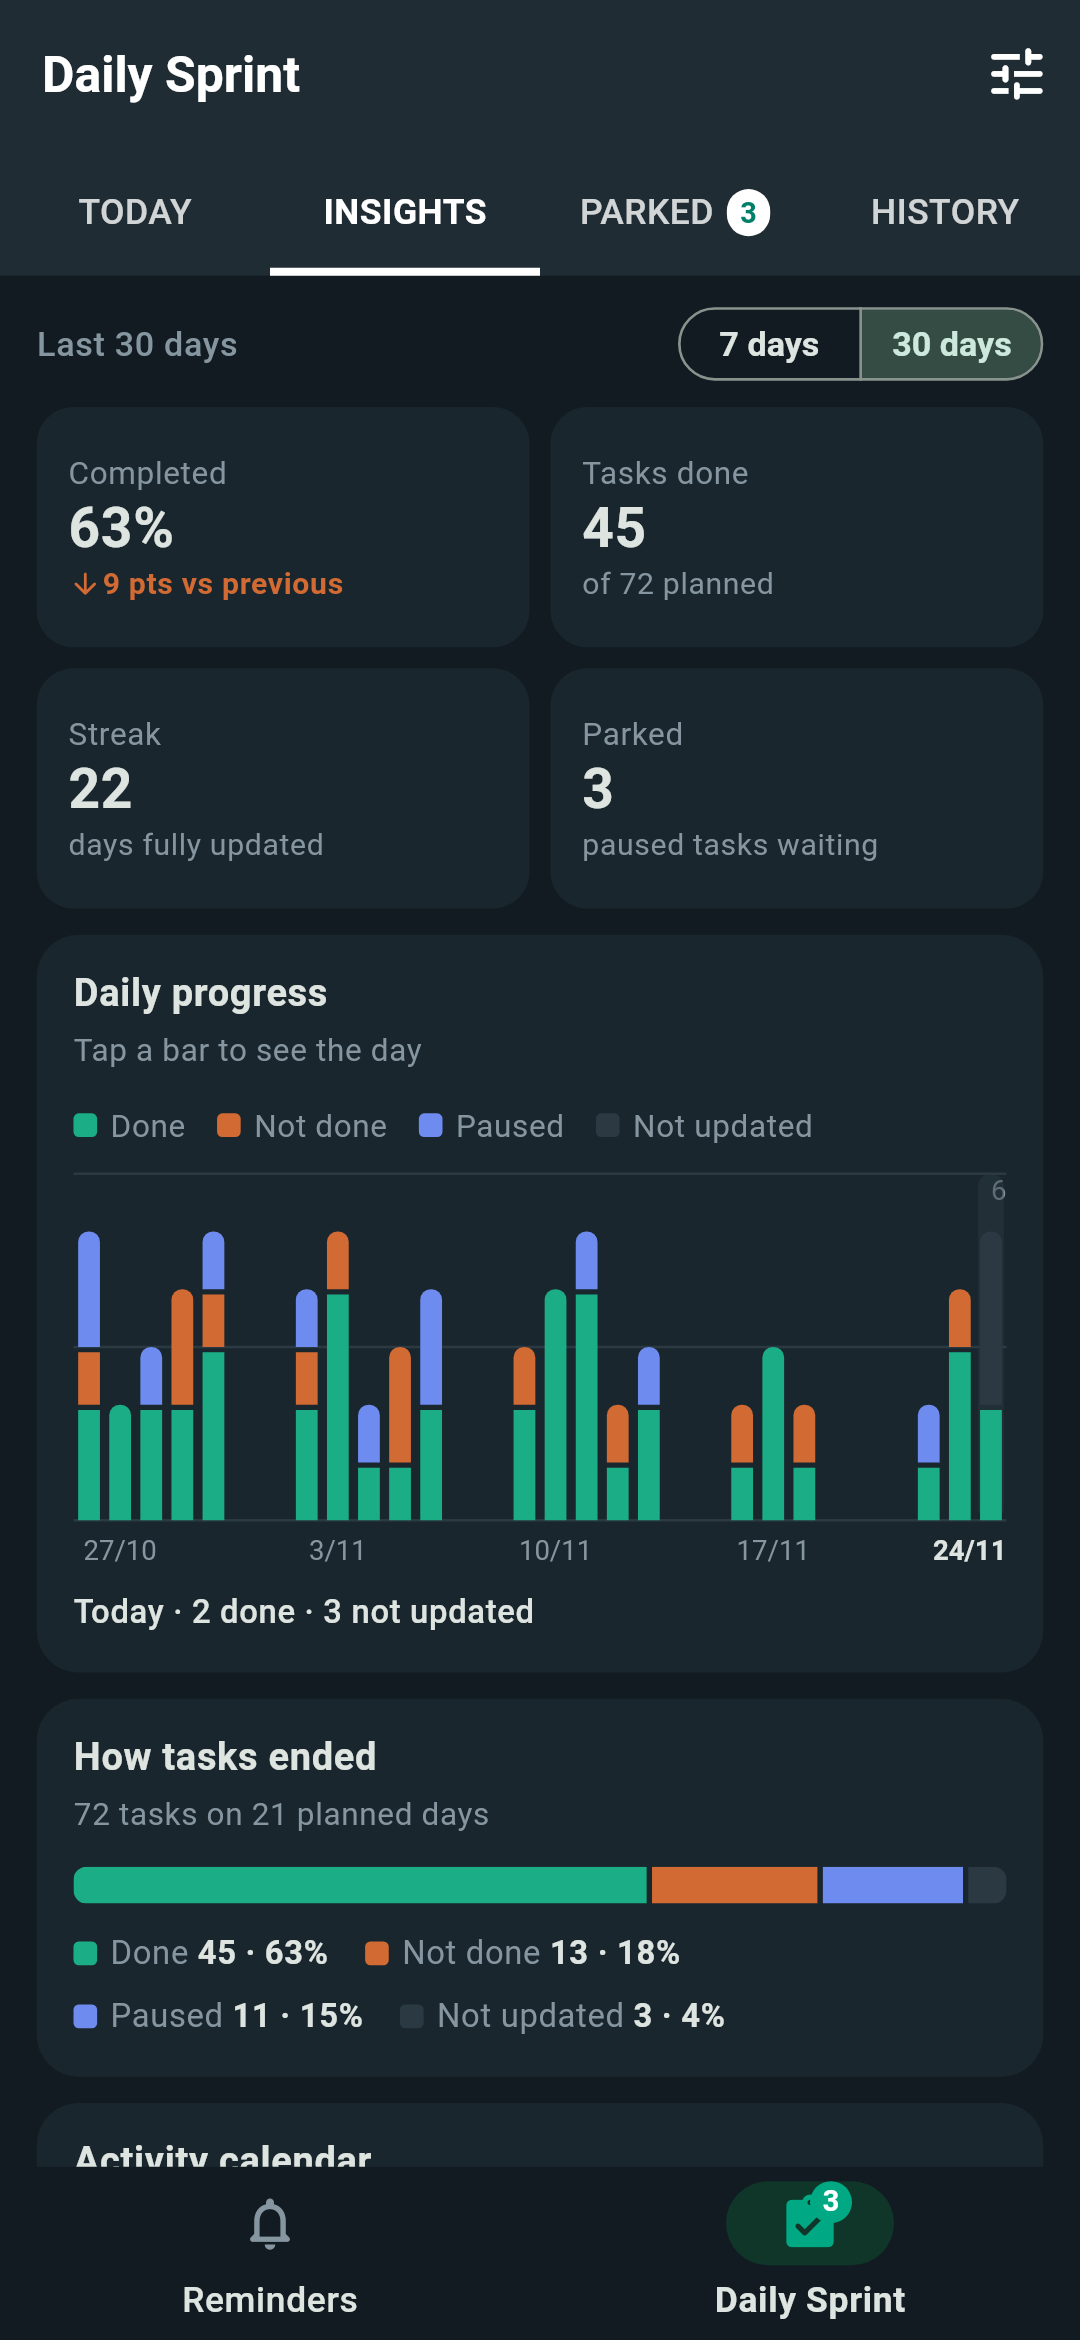 Daily Sprint
TODAY INSIGHTS PARKED 3 HISTORY
Last 30 days 7 days 30 days
Completed
63%
↓9 pts vs previous
Tasks done
45
of 72 planned
Streak
22
days fully updated
Parked
3
paused tasks waiting
Daily progress
Tap a bar to see the day
Done Not done Paused Not updated
6
27/10 3/11 10/11 17/11 24/11
Today · 2 done · 3 not updated
How tasks ended
72 tasks on 21 planned days
Done 45 · 63% Not done 13 · 18%
Paused 11 · 15% Not updated 3 · 4%
Activity calendar
3
Reminders Daily Sprint